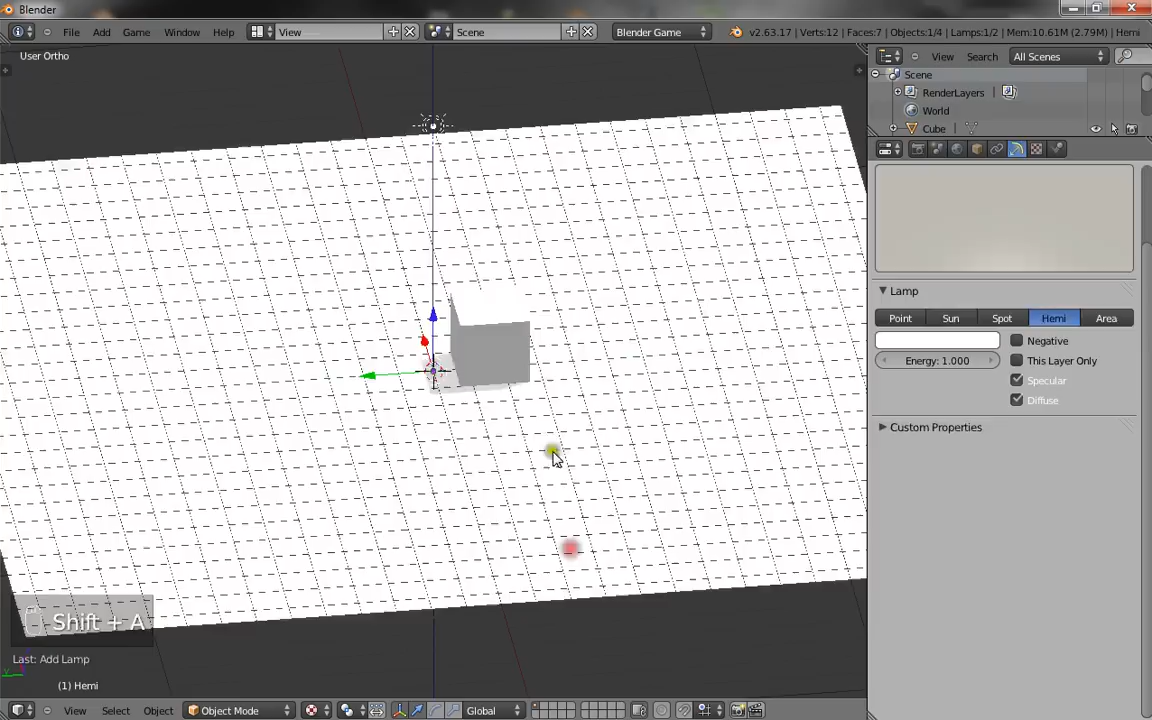 Blender
File Add Game Window Help View Scene Blender Game v2.63.17 | Verts:12 | Faces:7 | Objects:1/4 | Lamps:1/2 | Mem:10.61M (2.79M) | Hemi
User Ortho
View Search All Scenes
Scene
RenderLayers |
World
Cube |
Lamp
Point Sun Spot Hemi Area
Negative
Energy: 1.000 This Layer Only
Specular
Diffuse
Custom Properties
Shift + A
Last: Add Lamp
(1) Hemi
View Select Object Object Mode Global